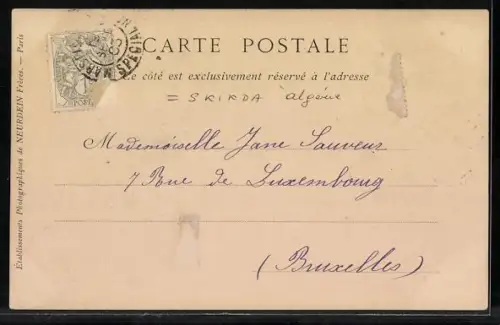 CARTE POSTALE
Ce côté est exclusivement réservé à l'adresse
= SKIKDA algérie
Mademoiselle Jane Sauveur
7 Rue de Luxembourg
(Bruxelles)
Établissements Photographiques de NEURDEIN Frères. — Paris